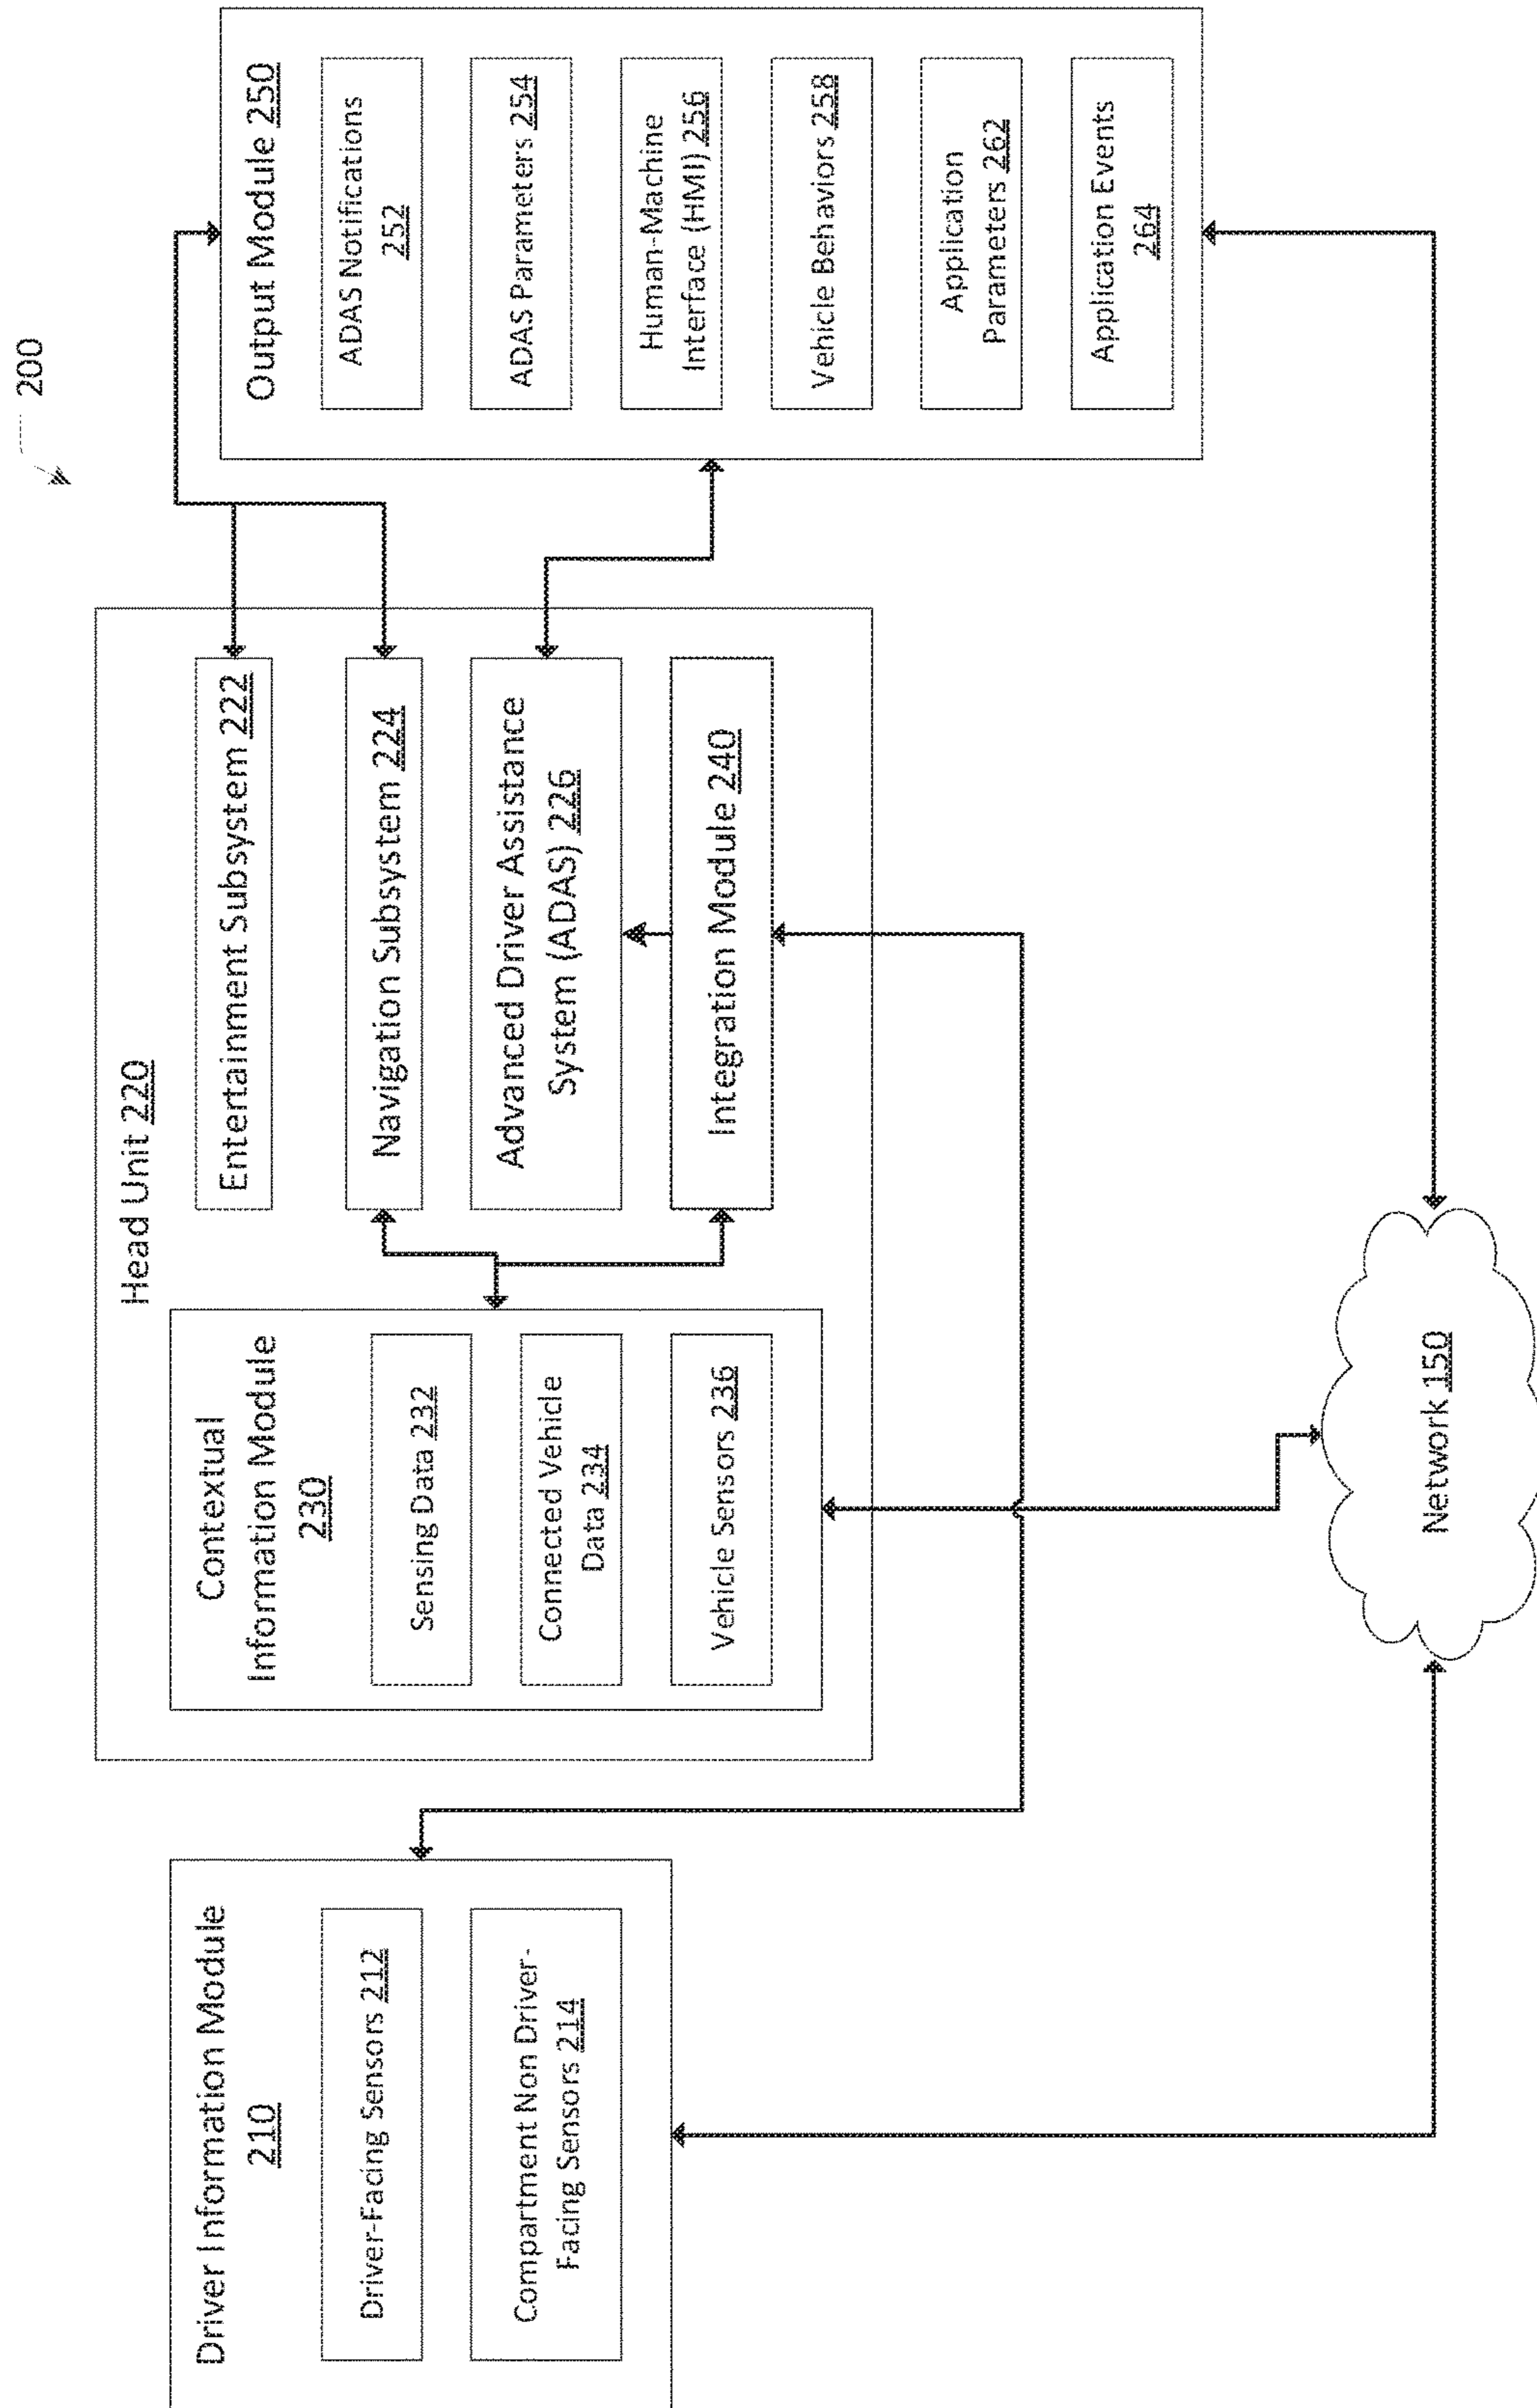 200
Driver Information Module
210
Driver-Facing Sensors 212
Compartment Non Driver-
Facing Sensors 214
Head Unit 220
Contextual
Information Module
230
Sensing Data 232
Connected Vehicle
Data 234
Vehicle Sensors 236
Entertainment Subsystem 222
Navigation Subsystem 224
Advanced Driver Assistance
System (ADAS) 226
Integration Module 240
Output Module 250
ADAS Notifications
252
ADAS Parameters 254
Human-Machine
Interface (HMI) 256
Vehicle Behaviors 258
Application
Parameters 262
Application Events
264
Network 150